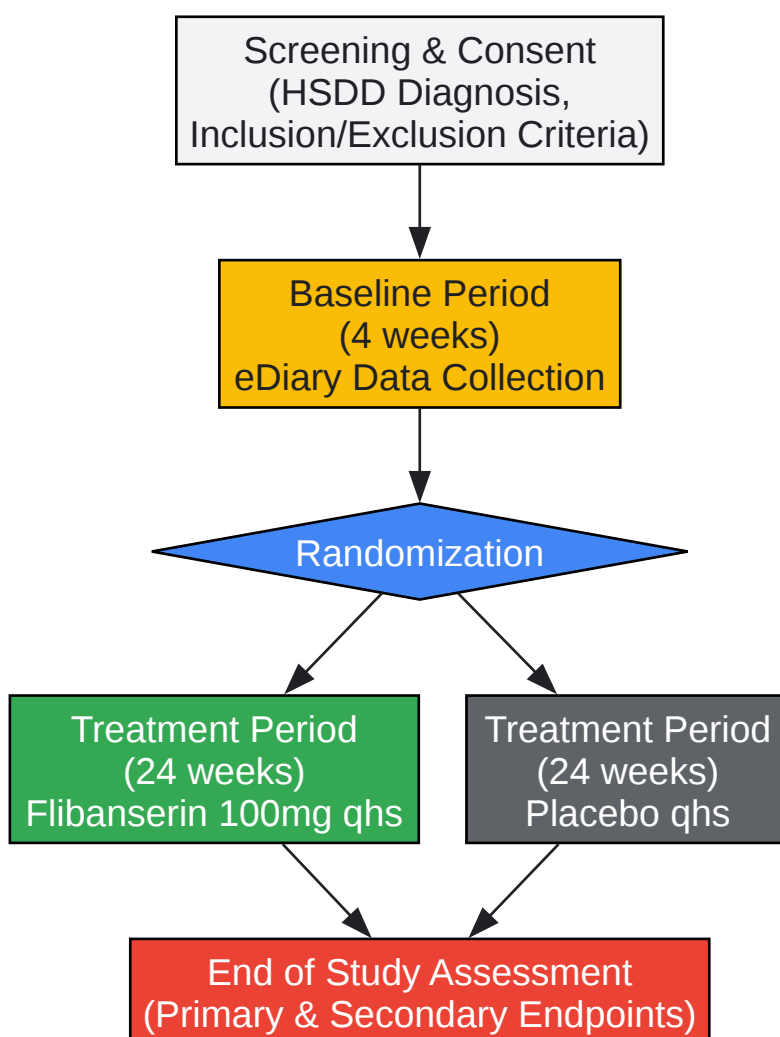 Screening & Consent
(HSDD Diagnosis,
Inclusion/Exclusion Criteria)
Baseline Period
(4 weeks)
eDiary Data Collection
Randomization
Treatment Period
(24 weeks)
Flibanserin 100mg qhs
Treatment Period
(24 weeks)
Placebo qhs
End of Study Assessment
(Primary & Secondary Endpoints)